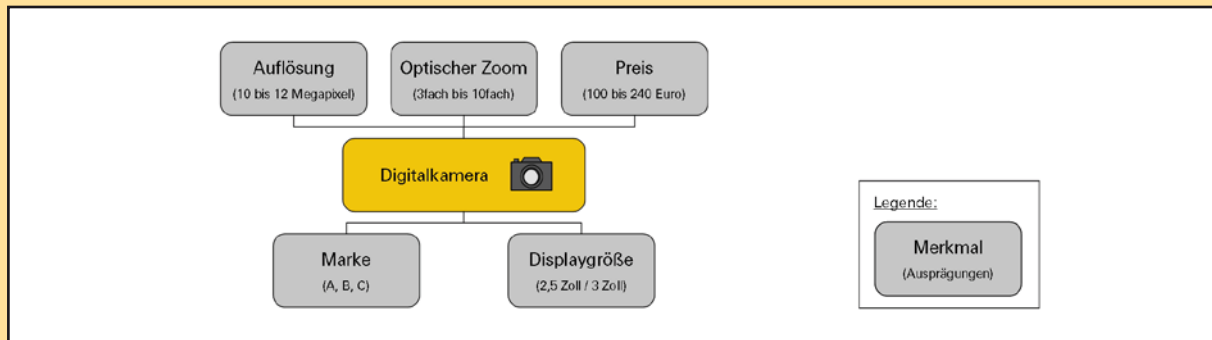 Auflösung
(10 bis 12 Megapixel)
Optischer Zoom
(3fach bis 10fach)
Preis
(100 bis 240 Euro)
Digitalkamera
Marke
(A, B, C)
Displaygröße
(2,5 Zoll / 3 Zoll)
Legende:
Merkmal
(Ausprägungen)